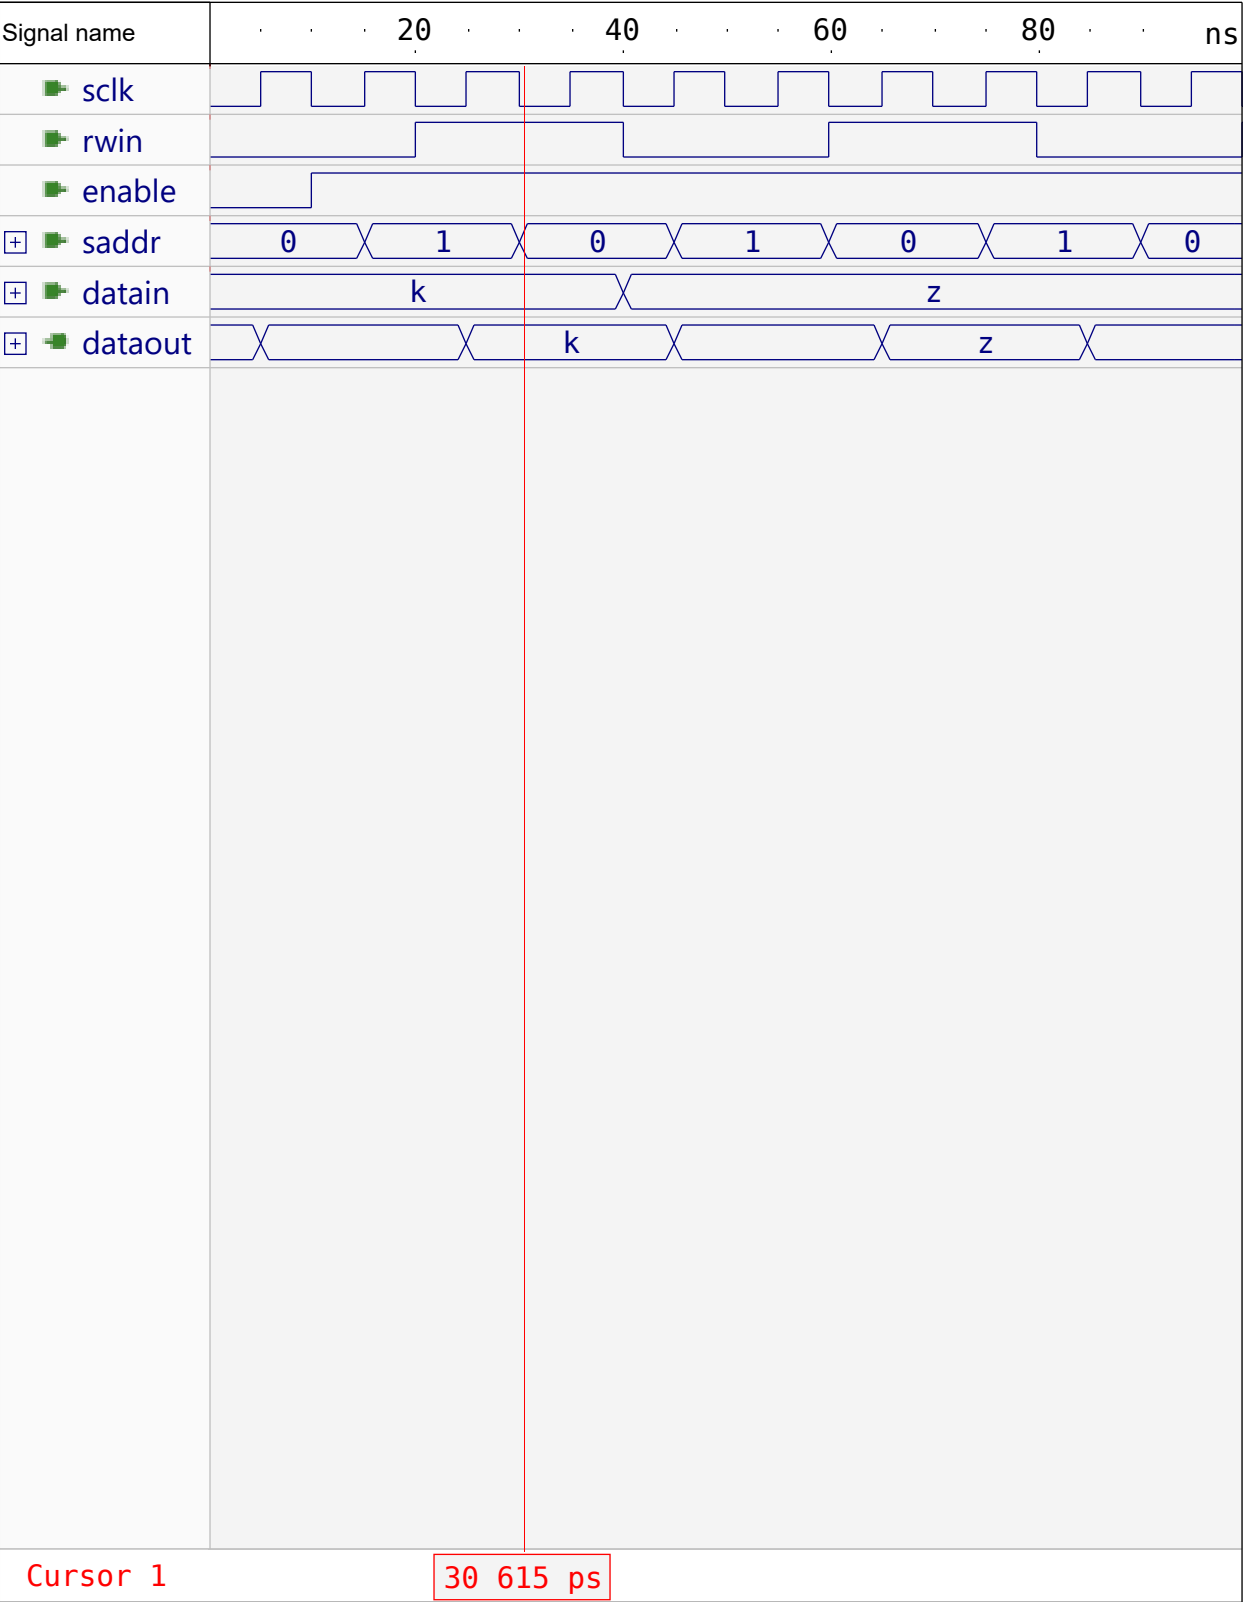 Signal name 20 40 60 80 ns
sclk
rwin
enable
saddr 0 1 0 1 0 1 0
datain k z
dataout k z
Cursor 1 30 615 ps